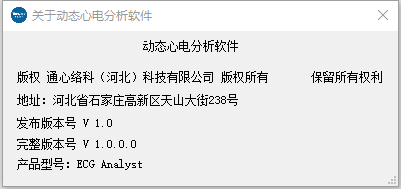 关于动态心电分析软件
动态心电分析软件
版权 通心络科（河北）科技有限公司 版权所有 保留所有权利
地址：河北省石家庄高新区天山大街238号
发布版本号 V 1.0
完整版本号 V 1.0.0.0
产品型号：ECG Analyst